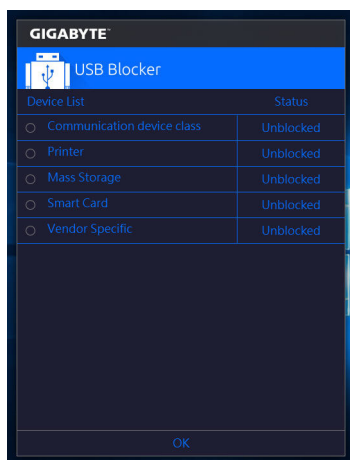 GIGABYTE™
USB Blocker
Device List Status
Communication device class Unblocked
Printer Unblocked
Mass Storage Unblocked
Smart Card Unblocked
Vendor Specific Unblocked
OK